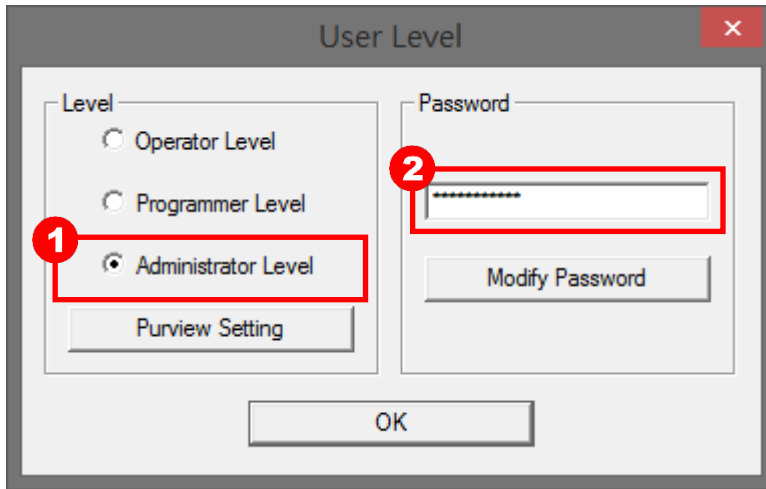 User Level
×
Level
Operator Level
Programmer Level
1
Administrator Level
Purview Setting
Password
2
***********
Modify Password
OK